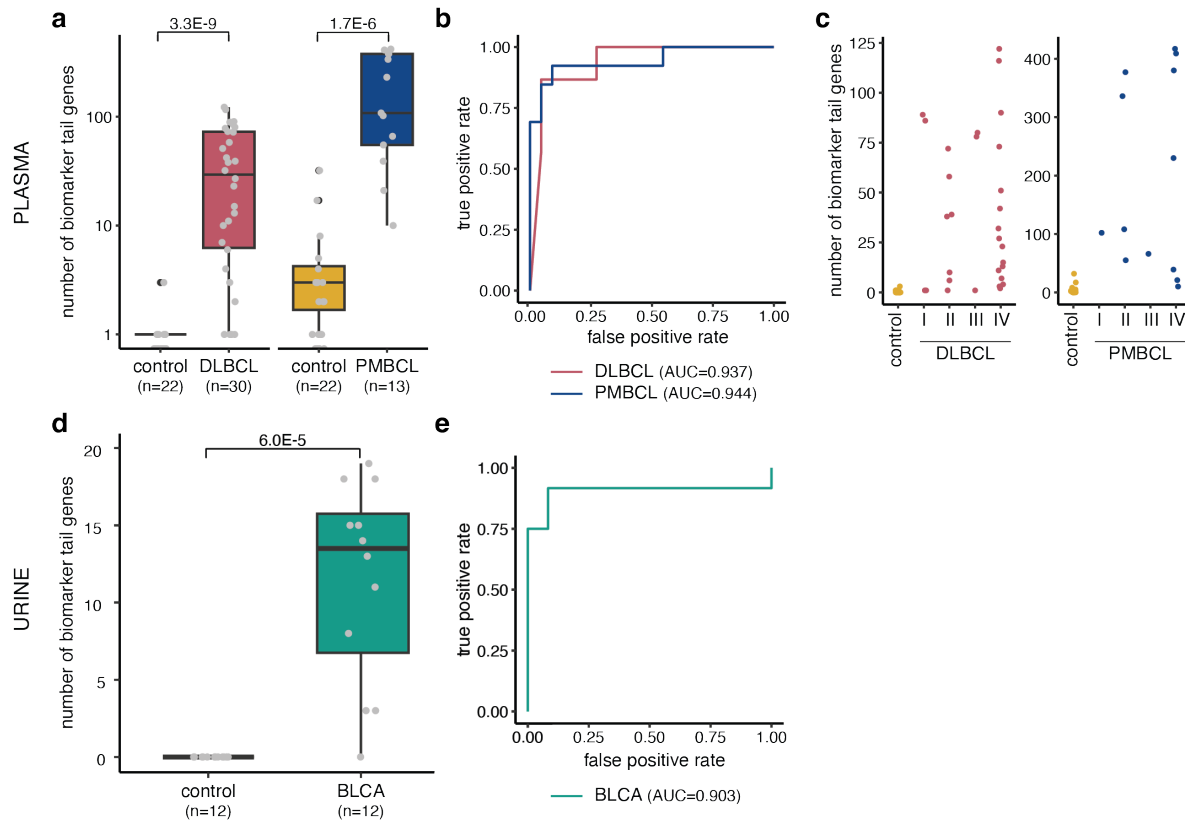 a
PLASMA
number of biomarker tail genes
100
10
1
3.3E-9
1.7E-6
control
(n=22)
DLBCL
(n=30)
control
(n=22)
PMBCL
(n=13)
b
true positive rate
1.00
0.75
0.50
0.25
0.00
0.00
0.25
0.50
0.75
1.00
false positive rate
DLBCL (AUC=0.937)
PMBCL (AUC=0.944)
c
number of biomarker tail genes
125
100
75
50
25
0
control
I
II
III
IV
DLBCL
400
300
200
100
0
control
I
II
III
IV
PMBCL
d
URINE
number of biomarker tail genes
20
15
10
5
0
6.0E-5
control
(n=12)
BLCA
(n=12)
e
true positive rate
1.00
0.75
0.50
0.25
0.00
0.00
0.25
0.50
0.75
1.00
false positive rate
BLCA (AUC=0.903)